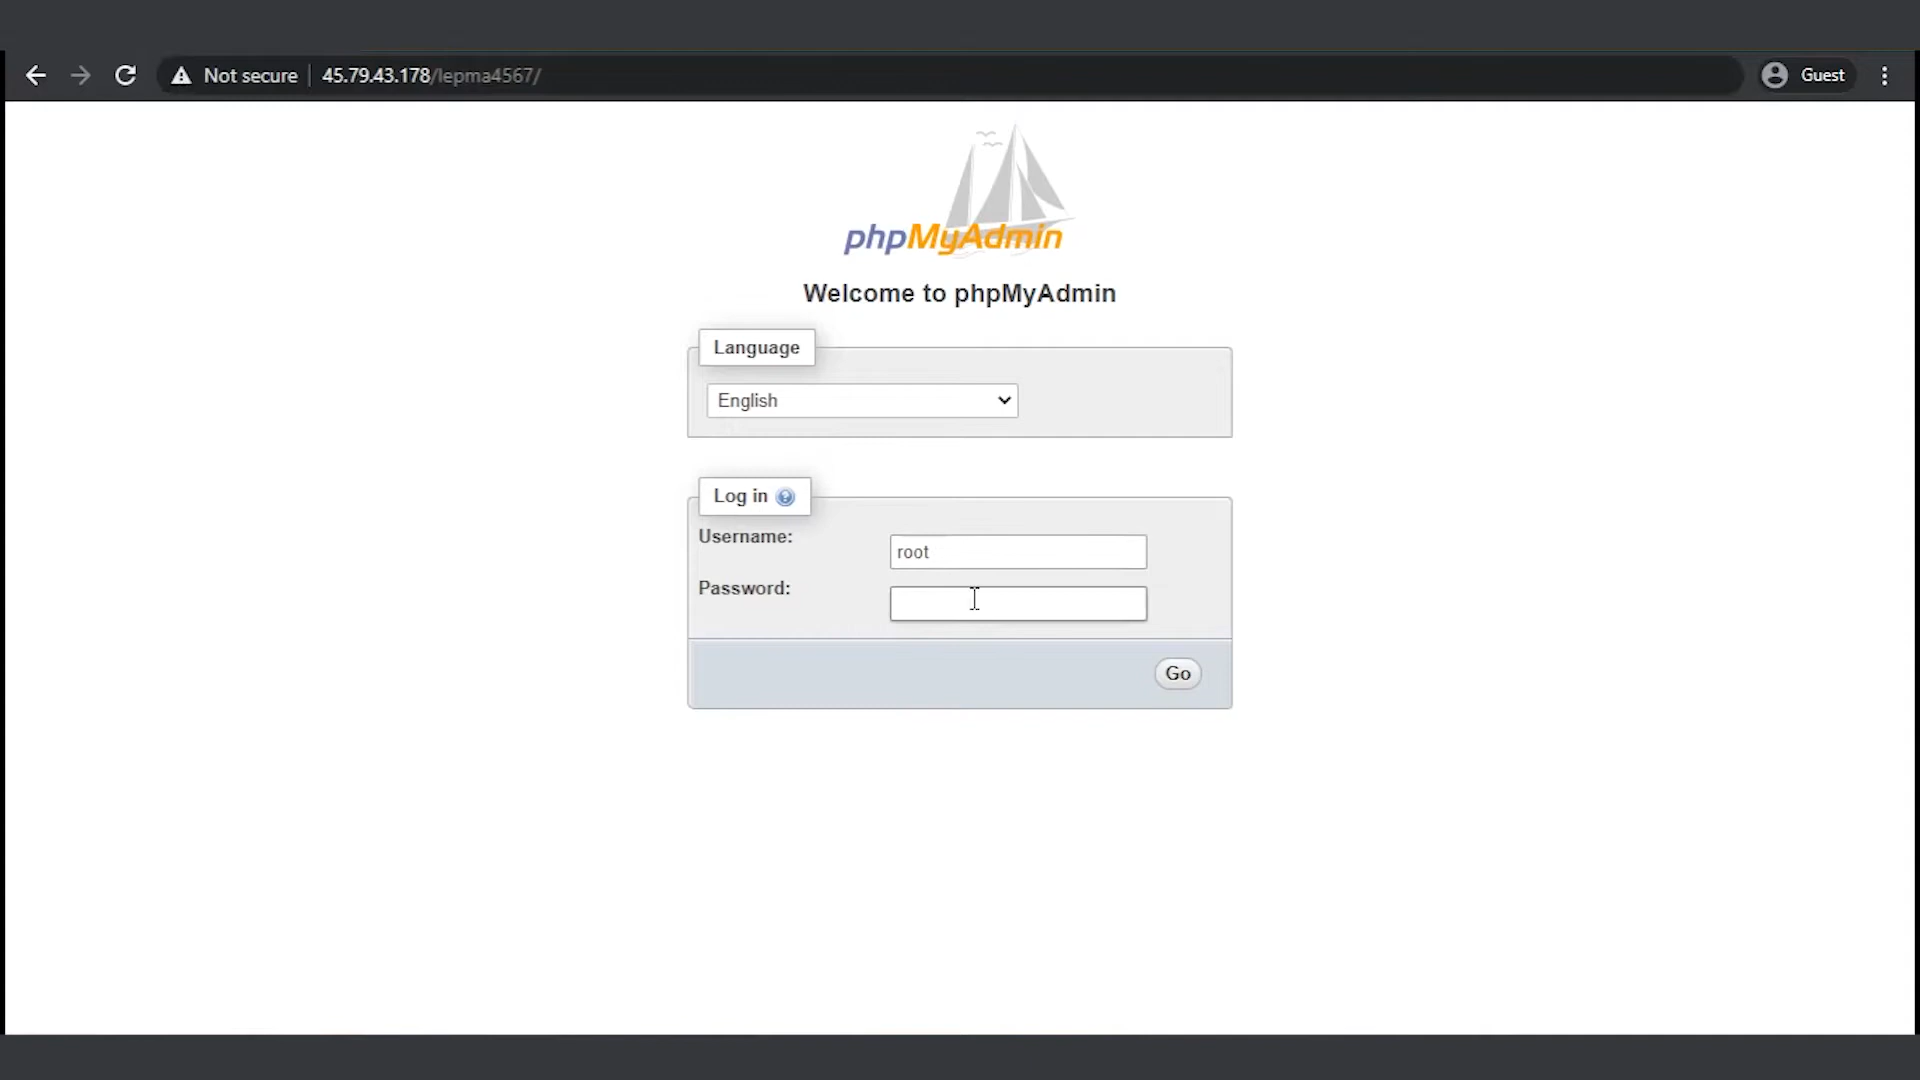 Not secure 45.79.43.178/lepma4567/ Guest
phpMyAdmin
Welcome to phpMyAdmin
Language
English
Log in
Username:
root
Password:
Go